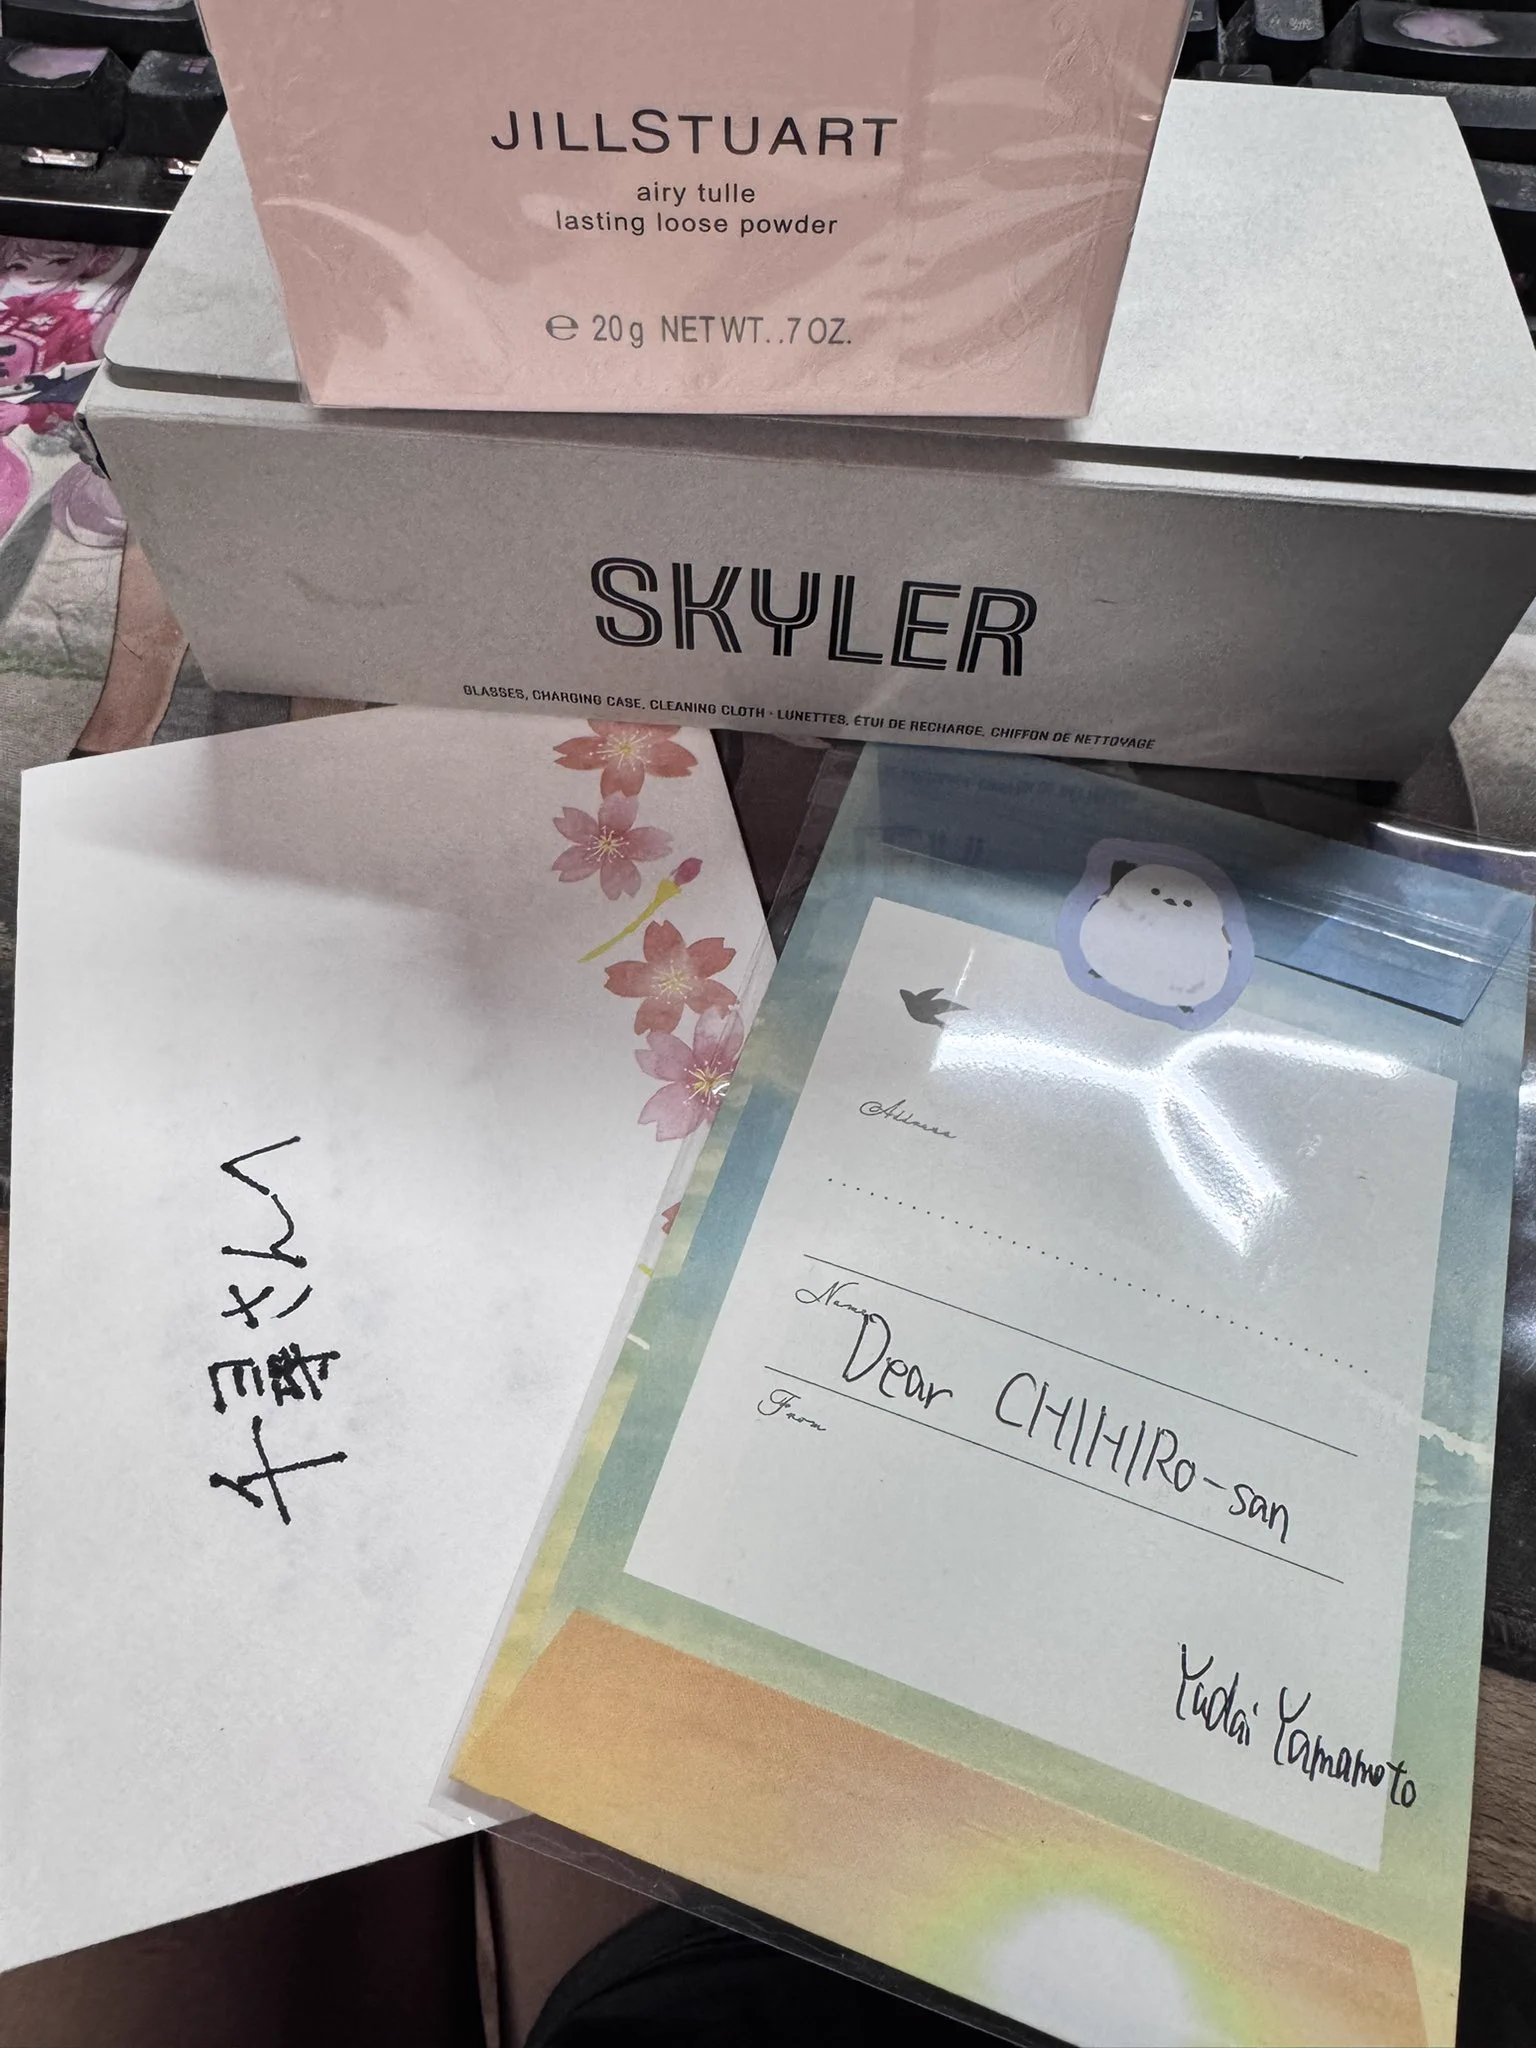 JILLSTUART
airy tulle
lasting loose powder
℮ 20g NET WT. .7 OZ.
SKYLER
GLASSES, CHARGING CASE, CLEANING CLOTH · LUNETTES, ÉTUI DE RECHARGE, CHIFFON DE NETTOYAGE
千尋さん
Address
Name
Dear CHIHIRo-san
From
Yudai Yamamoto